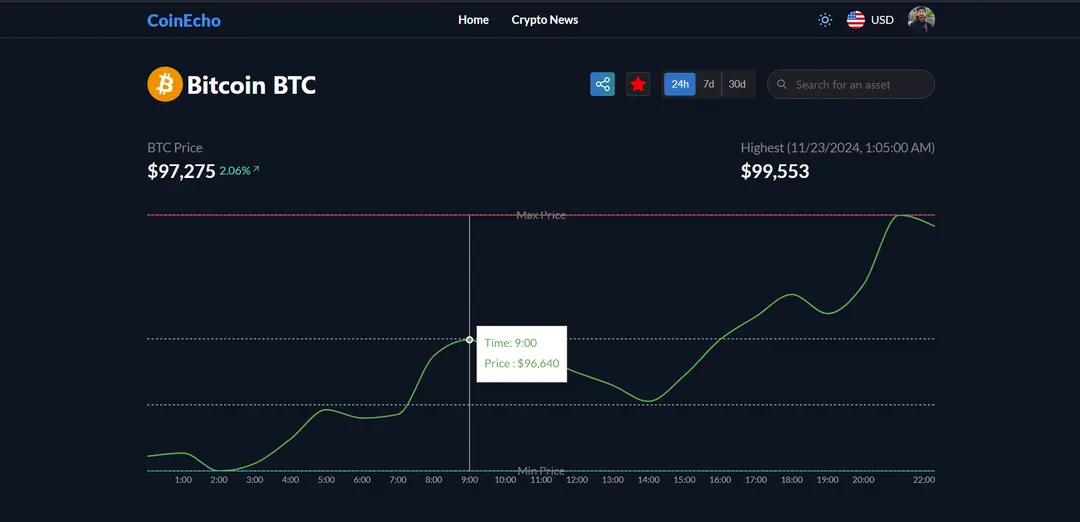 CoinEcho Home Crypto News USD
Bitcoin BTC 24h 7d 30d Search for an asset
BTC Price Highest (11/23/2024, 1:05:00 AM)
$97,275 2.06% $99,553
Max Price
Time: 9:00
Price : $96,640
Min Price
1:00 2:00 3:00 4:00 5:00 6:00 7:00 8:00 9:00 10:00 11:00 12:00 13:00 14:00 15:00 16:00 17:00 18:00 19:00 20:00 22:00